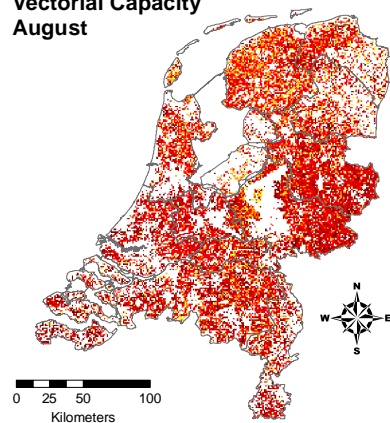 Vectorial Capacity
August
N
W E
S
0 25 50 100
Kilometers